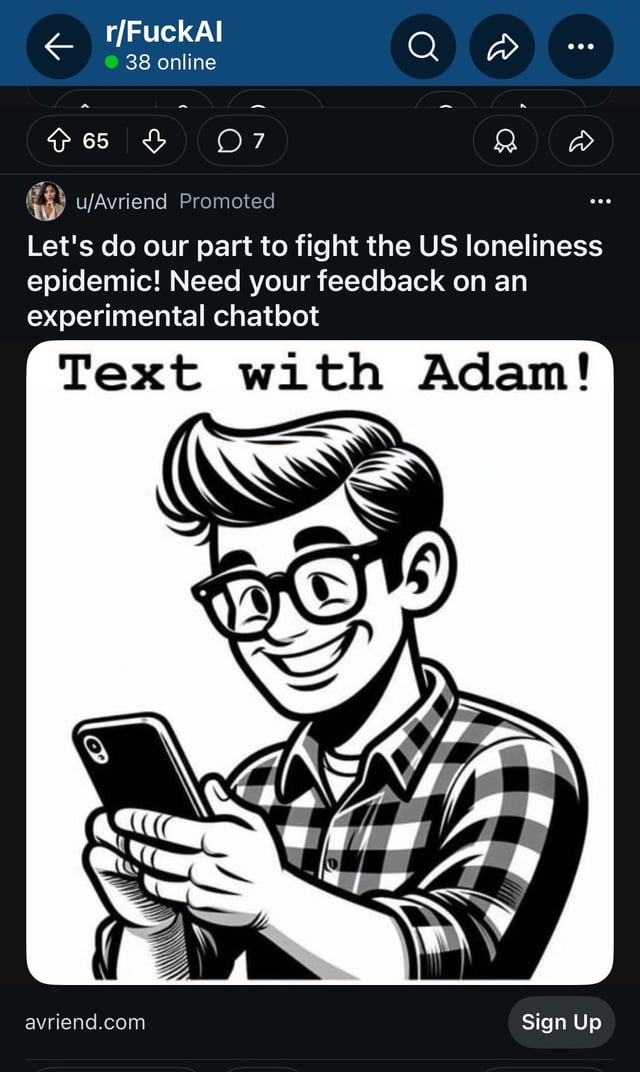 r/FuckAI
38 online
65
7
u/Avriend Promoted
Let's do our part to fight the US loneliness
epidemic! Need your feedback on an
experimental chatbot
Text with Adam!
avriend.com
Sign Up